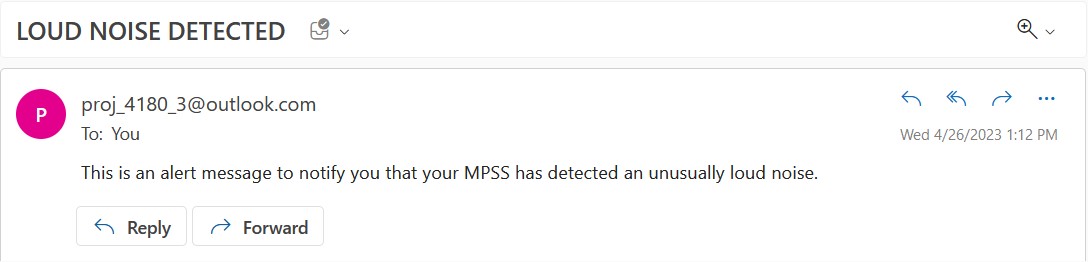 LOUD NOISE DETECTED
P
proj_4180_3@outlook.com
To: You
Wed 4/26/2023 1:12 PM
This is an alert message to notify you that your MPSS has detected an unusually loud noise.
Reply
Forward